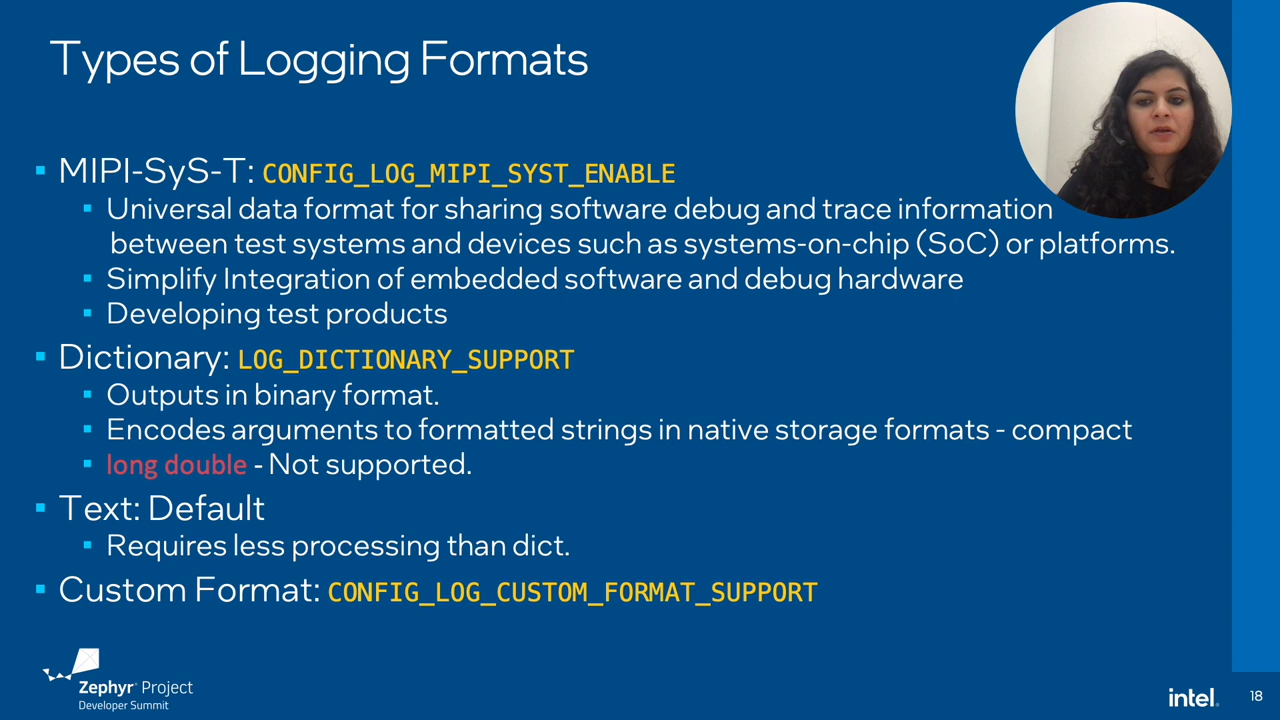 Types of Logging Formats
MIPI-SyS-T: CONFIG_LOG_MIPI_SYST_ENABLE
Universal data format for sharing software debug and trace information
between test systems and devices such as systems-on-chip (SoC) or platforms.
Simplify Integration of embedded software and debug hardware
Developing test products
Dictionary: LOG_DICTIONARY_SUPPORT
Outputs in binary format.
Encodes arguments to formatted strings in native storage formats - compact
long double - Not supported.
Text: Default
Requires less processing than dict.
Custom Format: CONFIG_LOG_CUSTOM_FORMAT_SUPPORT
Zephyr Project
Developer Summit
intel.
18